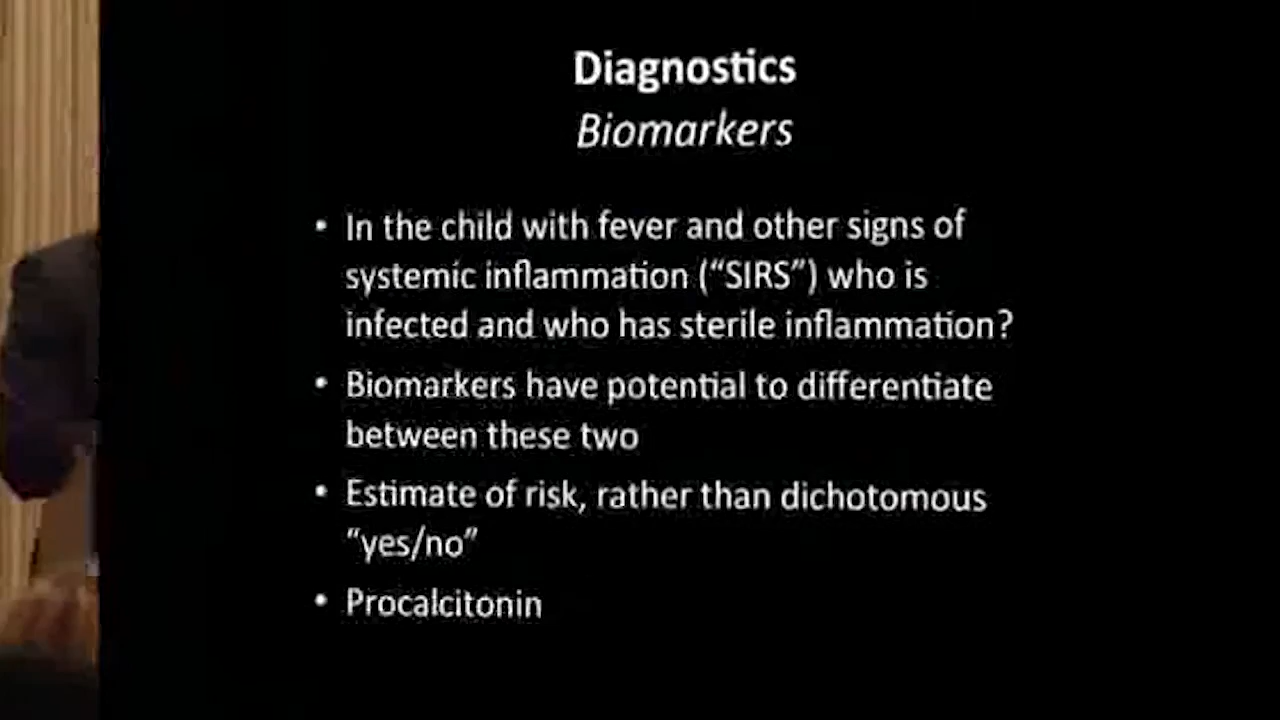 Diagnostics
Biomarkers
• In the child with fever and other signs of
systemic inflammation (“SIRS”) who is
infected and who has sterile inflammation?
• Biomarkers have potential to differentiate
between these two
• Estimate of risk, rather than dichotomous
“yes/no”
• Procalcitonin